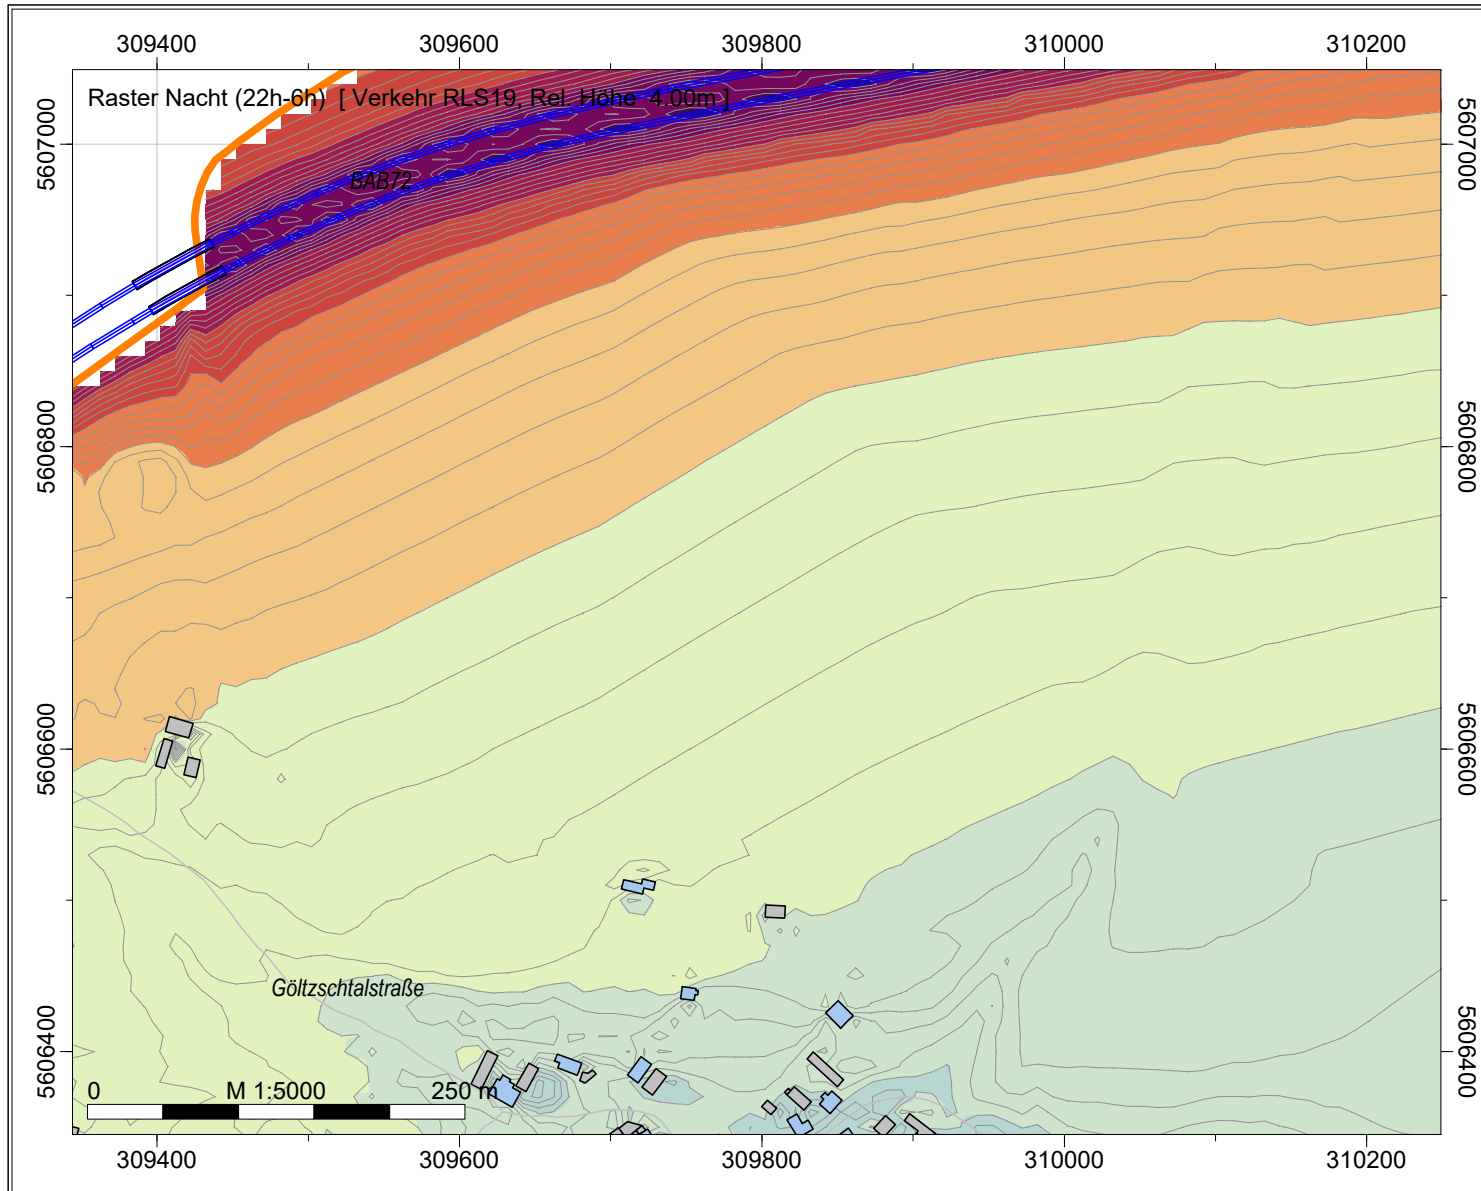 309400 309600 309800 310000 310200
Raster Nacht (22h-6h) [ Verkehr RLS19, Rel. Höhe 4.00m ]
5607000 5607000
BAB72
5606800 5606800
5606600 5606600
Göltzschtalstraße
5606400 5606400
0 M 1:5000 250 m
309400 309600 309800 310000 310200